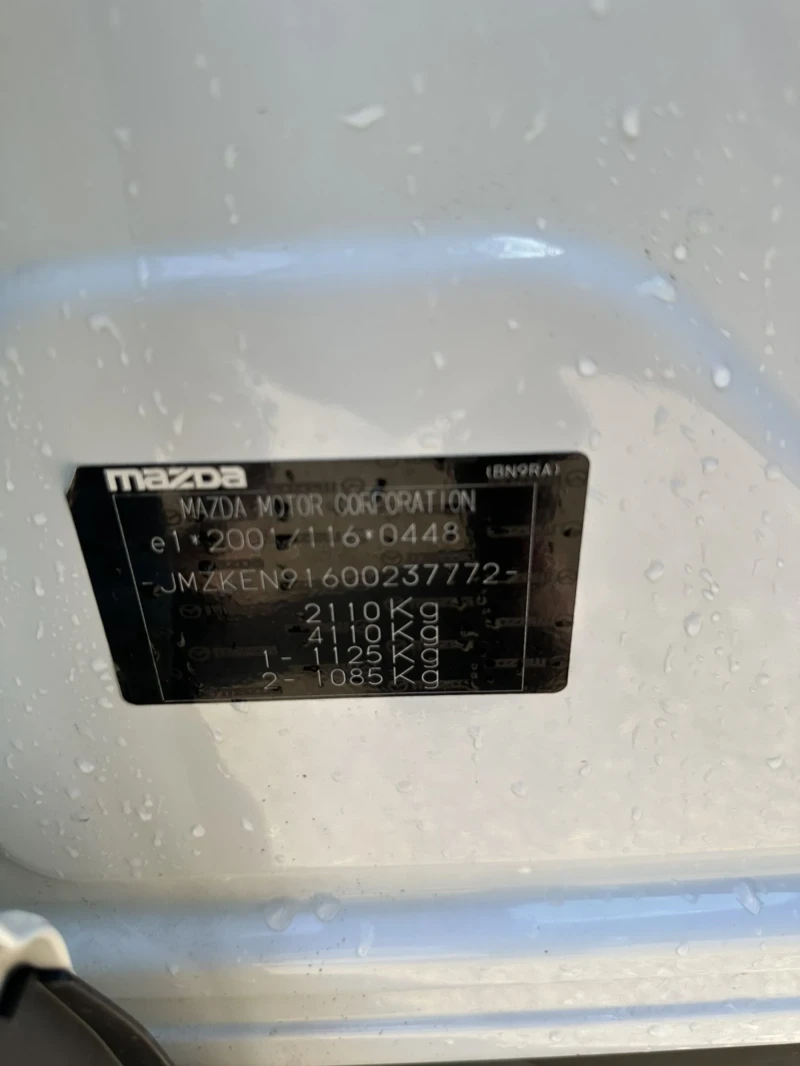 mazda
(BN9RA)
MAZDA MOTOR CORPORATION
e1*2001/116*0448
-JMZKEN91600237772-
2110Kg
4110Kg
1- 1125Kg
2- 1085Kg